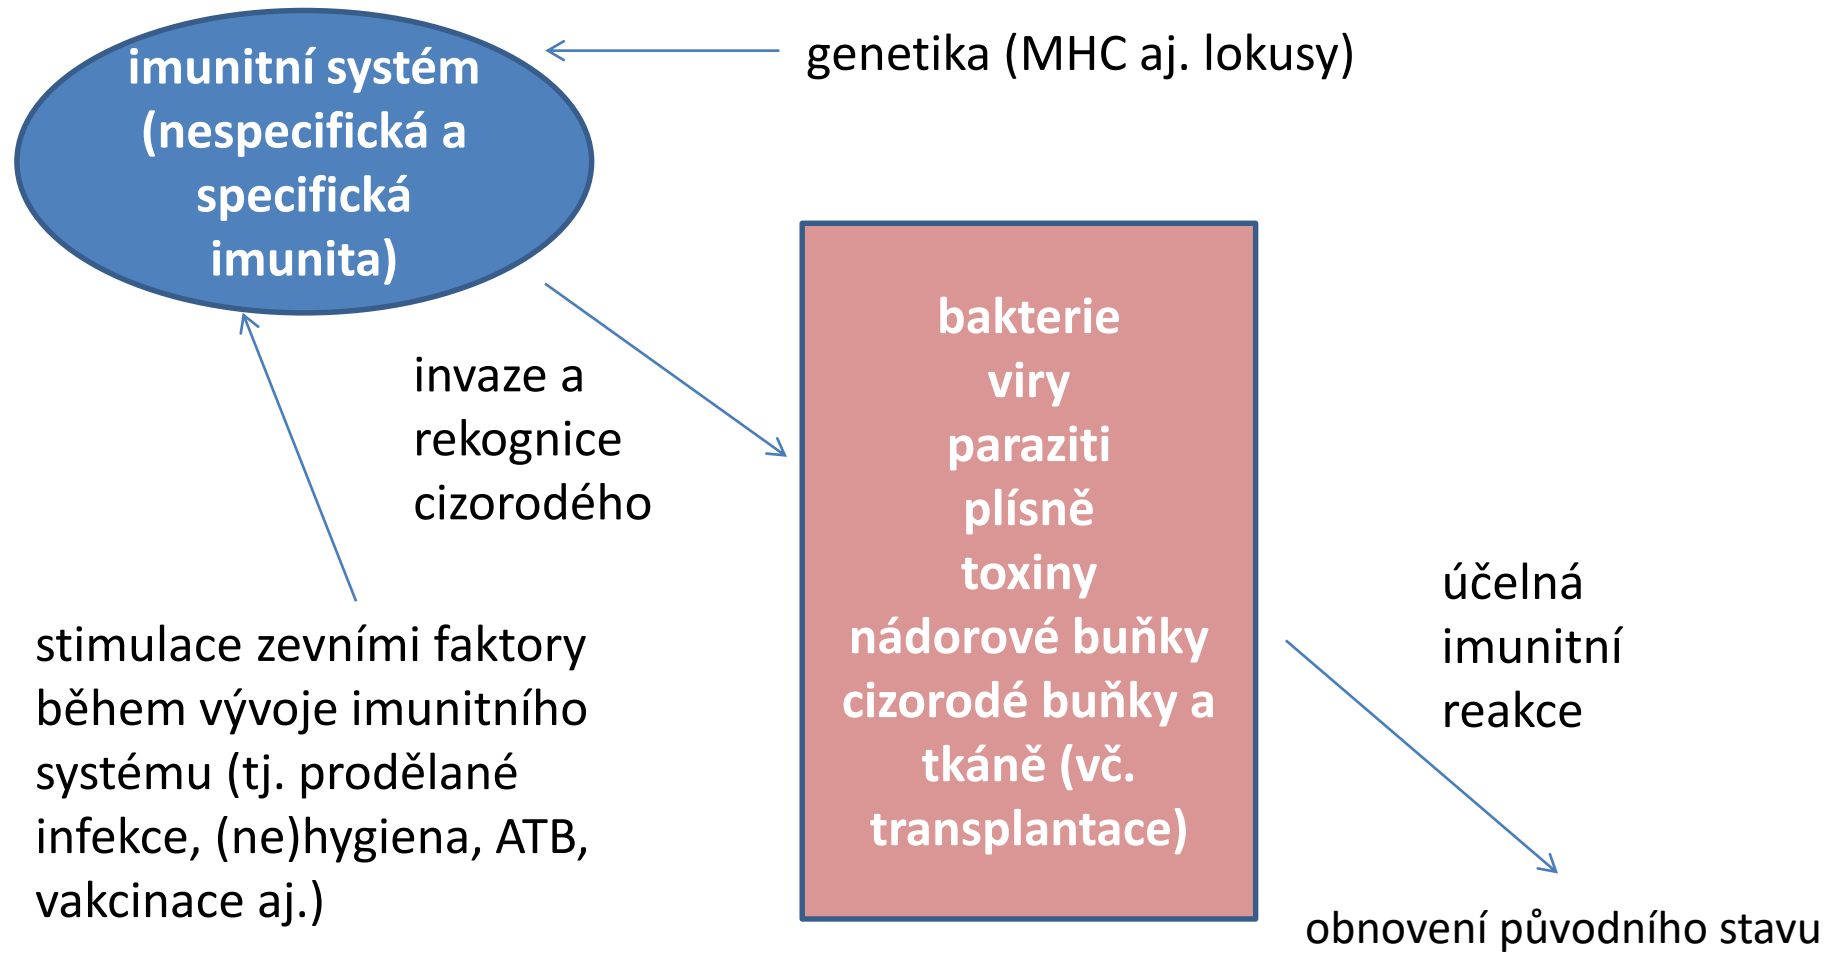 imunitní systém
(nespecifická a
specifická
imunita)
genetika (MHC aj. lokusy)
invaze a
rekognice
cizorodého
stimulace zevními faktory
během vývoje imunitního
systému (tj. prodělané
infekce, (ne)hygiena, ATB,
vakcinace aj.)
bakterie
viry
paraziti
plísně
toxiny
nádorové buňky
cizorodé buňky a
tkáně (vč.
transplantace)
účelná
imunitní
reakce
obnovení původního stavu